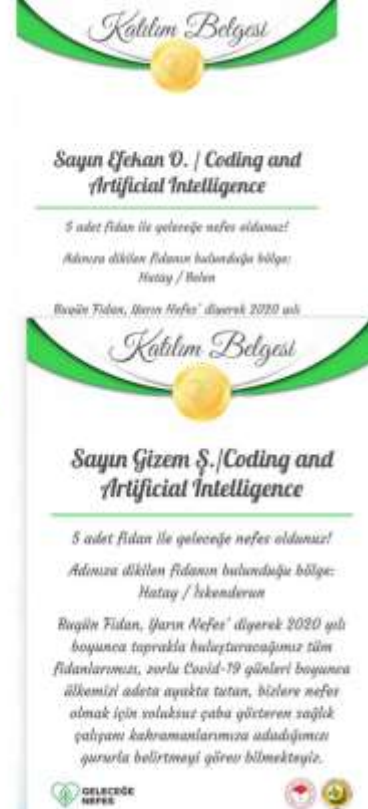 Katılım Belgesi
Sayın Efekan O. / Coding and
Artificial Intelligence
5 adet fidan ile geleceğe nefes oldunuz!
Adınıza dikilen fidanın bulunduğu bölge:
Hatay / Belen
Bugün Fidan, Yarın Nefes' diyerek 2020 yılı
Katılım Belgesi
Sayın Gizem Ş./Coding and
Artificial Intelligence
5 adet fidan ile geleceğe nefes oldunuz!
Adınıza dikilen fidanın bulunduğu bölge:
Hatay / İskenderun
Bugün Fidan, Yarın Nefes' diyerek 2020 yılı
boyunca toprakla buluşturacağımız tüm
fidanlarımızı, zorlu Covid-19 günleri boyunca
ülkemizi adeta ayakta tutan, bizlere nefes
olmak için soluksuz çaba gösteren sağlık
çalışanı kahramanlarımıza adadığımızı
gururla belirtmeyi görev bilmekteyiz.
GELECEĞE
NEFES